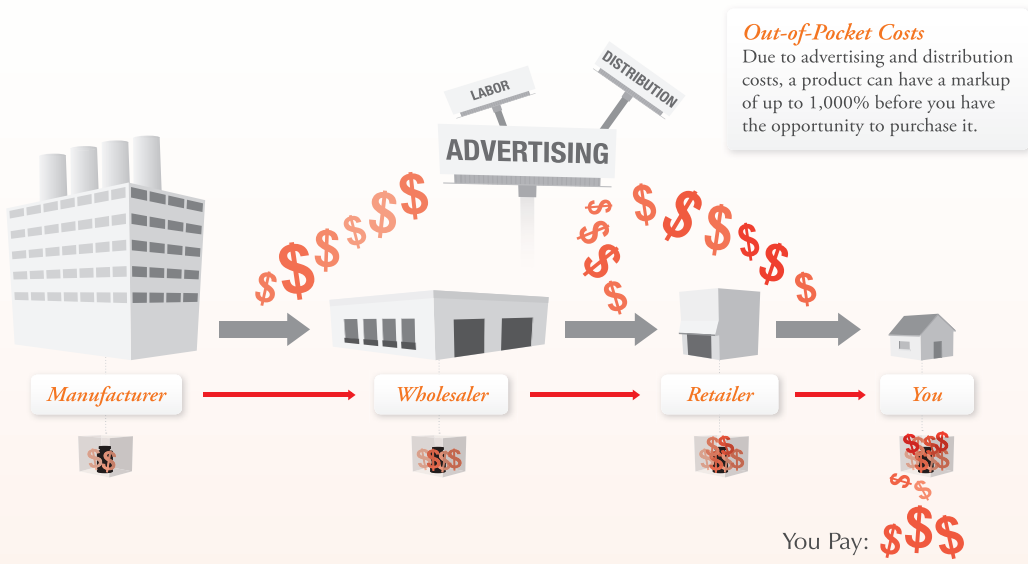 Out-of-Pocket Costs
Due to advertising and distribution
costs, a product can have a markup
of up to 1,000% before you have
the opportunity to purchase it.
LABOR
DISTRIBUTION
ADVERTISING
$ $ $ $ $ $
$ $ $ $
$ $ $ $ $ $
Manufacturer
Wholesaler
Retailer
You
You Pay: $$$